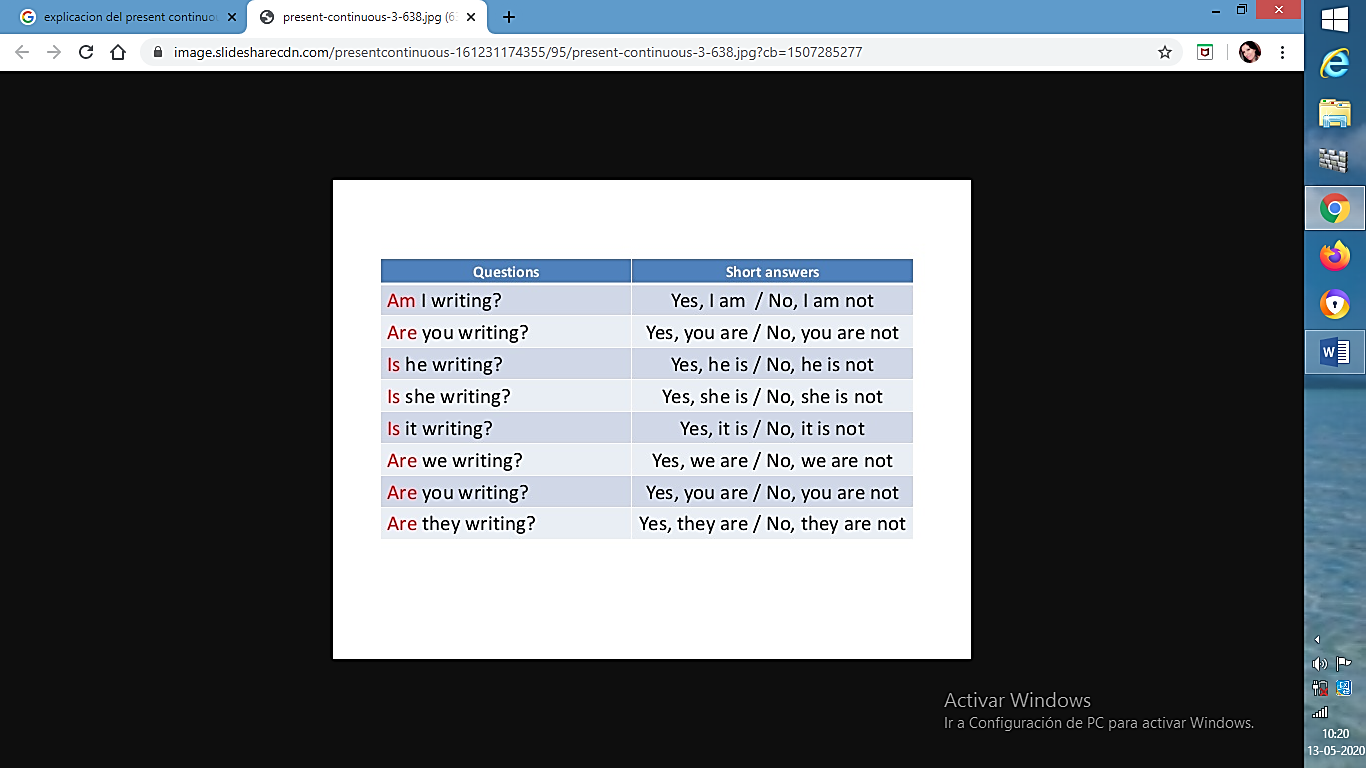 explicacion del present continuo
present-continuous-3-638.jpg (6
image.slidesharecdn.com/presentcontinuous-161231174355/95/present-continuous-3-638.jpg?cb=1507285277
Questions Short answers
Am I writing? Yes, I am / No, I am not
Are you writing? Yes, you are / No, you are not
Is he writing? Yes, he is / No, he is not
Is she writing? Yes, she is / No, she is not
Is it writing? Yes, it is / No, it is not
Are we writing? Yes, we are / No, we are not
Are you writing? Yes, you are / No, you are not
Are they writing? Yes, they are / No, they are not
Activar Windows
Ir a Configuración de PC para activar Windows.
10:20
13-05-2020